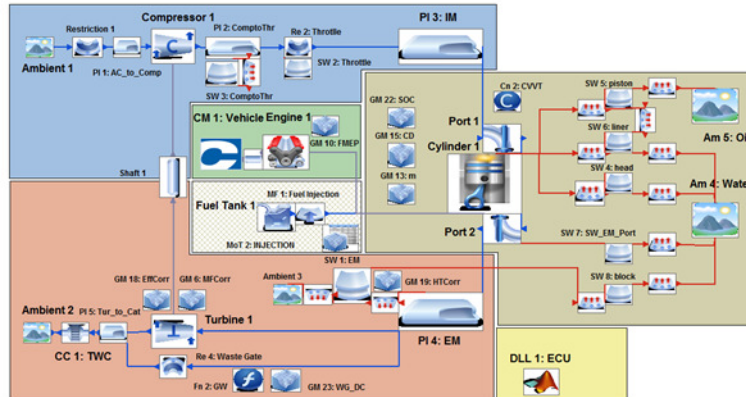 Compressor 1
Restriction 1
PI 2: ComptoThr
Re 2: Throttle
PI 3: IM
Ambient 1
PI 1: AC_to_Comp
SW 2: Throttle
SW 3: ComptoThr
Cn 2: CVVT
SW 5: piston
GM 22: SOC
CM 1: Vehicle Engine 1
GM 10: FMEP
Port 1
GM 15: CD
Cylinder 1
SW 6: liner
Am 5: Oil
Shaft 1
GM 13: m
SW 4: head
Am 4: Water
Fuel Tank 1
MF 1: Fuel Injection
MoT 2: INJECTION
Port 2
SW 7: SW_EM_Port
SW 1: EM
GM 18: EffCorr
GM 6: MFCorr
Ambient 3
GM 19: HTCorr
SW 8: block
Ambient 2
PI 5: Tur_to_Cat
Turbine 1
PI 4: EM
CC 1: TWC
Re 4: Waste Gate
DLL 1: ECU
Fn 2: GW
GM 23: WG_DC